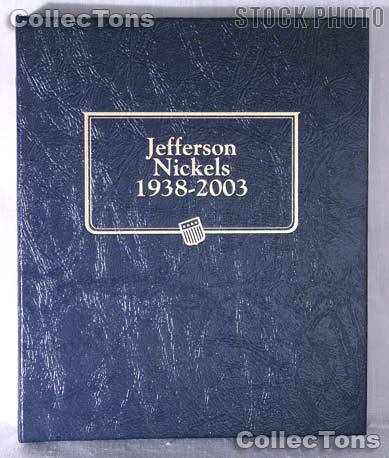 CollecTons
STOCK PHOTO
Jefferson
Nickels
1938-2003
CollecTons